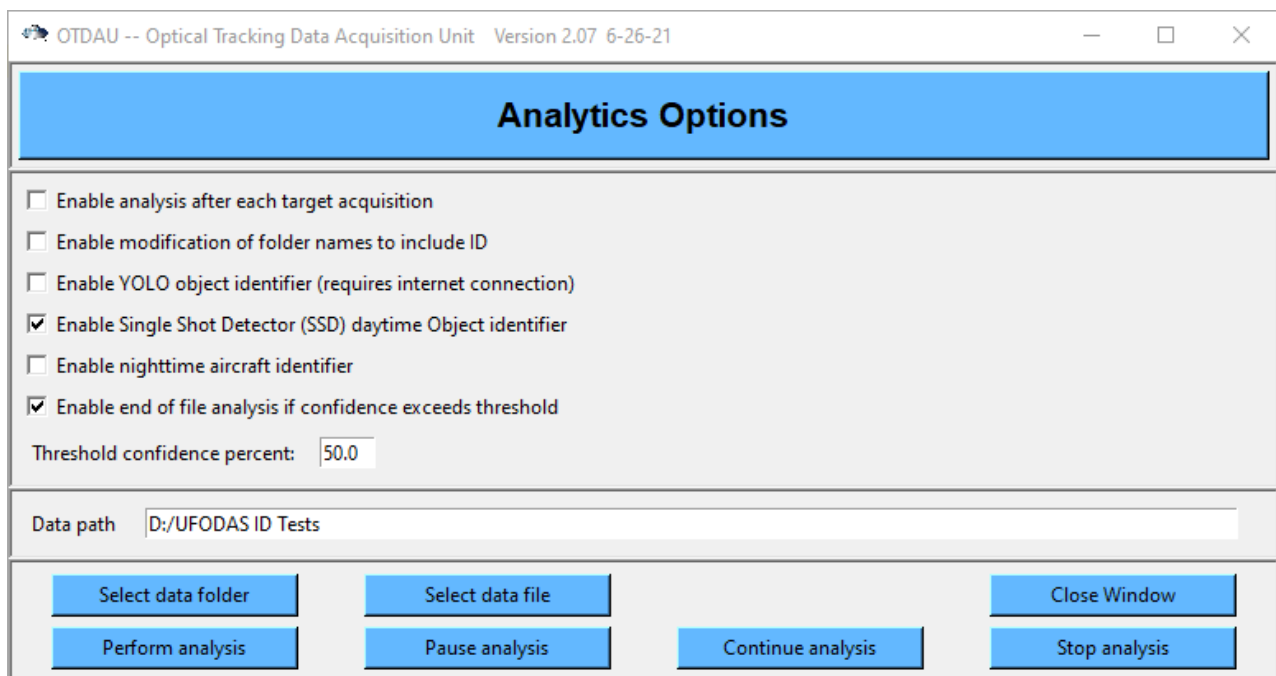 OTDAU -- Optical Tracking Data Acquisition Unit Version 2.07 6-26-21
Analytics Options
Enable analysis after each target acquisition
Enable modification of folder names to include ID
Enable YOLO object identifier (requires internet connection)
Enable Single Shot Detector (SSD) daytime Object identifier
Enable nighttime aircraft identifier
Enable end of file analysis if confidence exceeds threshold
Threshold confidence percent: 50.0
Data path D:/UFODAS ID Tests
Select data folder Select data file Close Window
Perform analysis Pause analysis Continue analysis Stop analysis